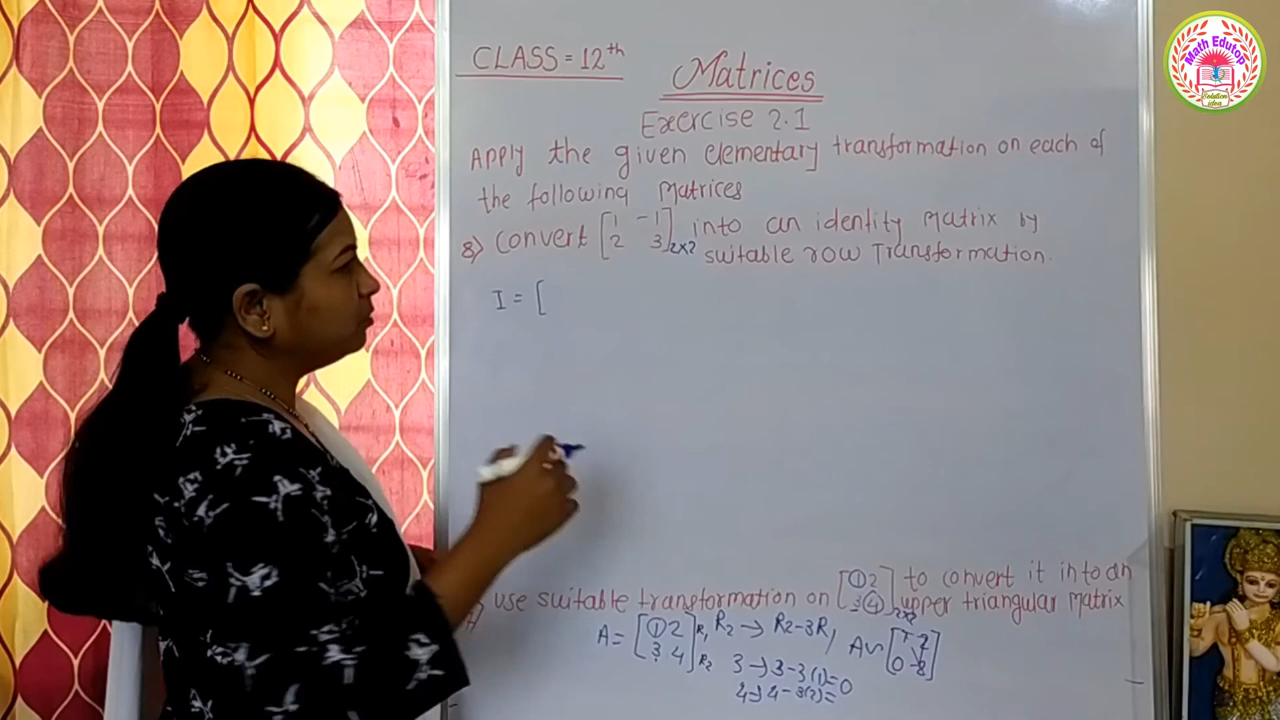 Math Edutop
Solution
idea
CLASS = 12th
Matrices
Exercise 2.1
Apply the given elementary transformation on each of
the following Matrices
8) Convert [1 -1
2 3]2×2 into an identity Matrix by
suitable row Transformation.
I = [
use suitable transformation on [1 2
3 4]2×2 to convert it into an
upper triangular Matrix
A = [1 2
3 4] R1 R2 R2 → R2-3R1
3 → 3-3(1)=0
4 → 4-3(2)=
A ~ [1 2
0